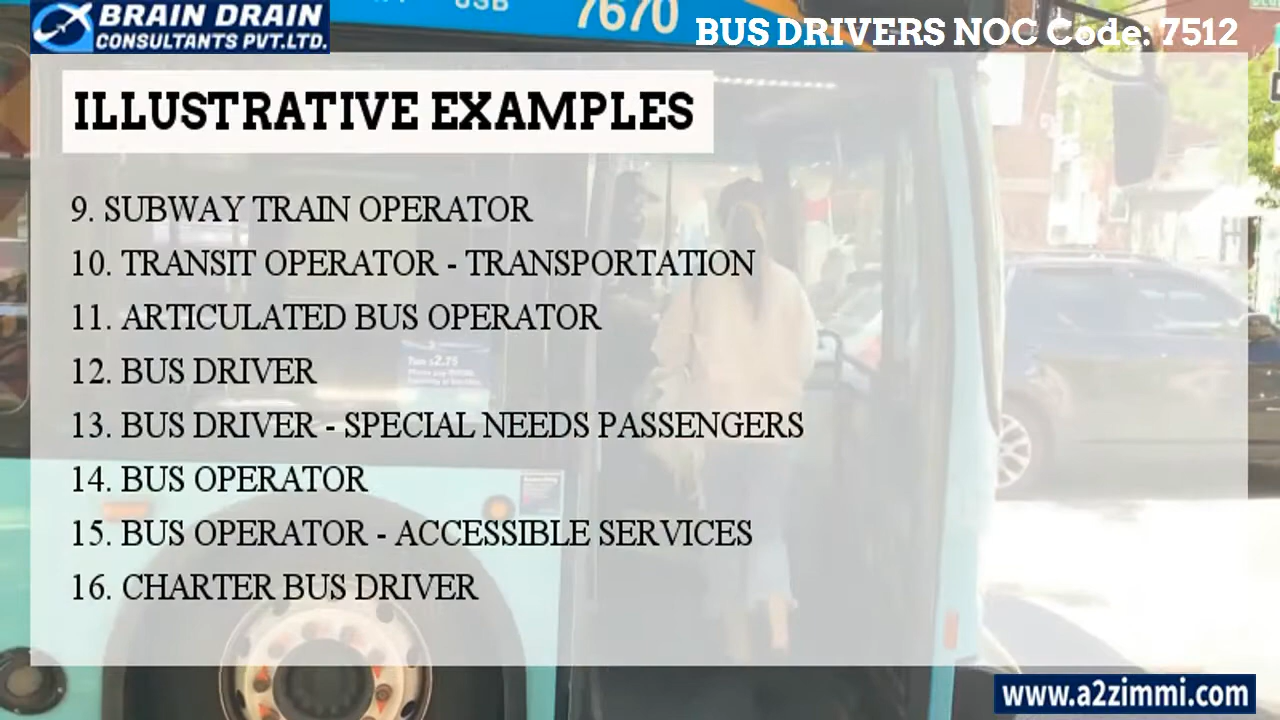 BRAIN DRAIN
CONSULTANTS PVT.LTD.
USB
7670
BUS DRIVERS NOC Code: 7512
ILLUSTRATIVE EXAMPLES
9. SUBWAY TRAIN OPERATOR
10. TRANSIT OPERATOR - TRANSPORTATION
11. ARTICULATED BUS OPERATOR
12. BUS DRIVER
13. BUS DRIVER - SPECIAL NEEDS PASSENGERS
14. BUS OPERATOR
15. BUS OPERATOR - ACCESSIBLE SERVICES
16. CHARTER BUS DRIVER
www.a2zimmi.com